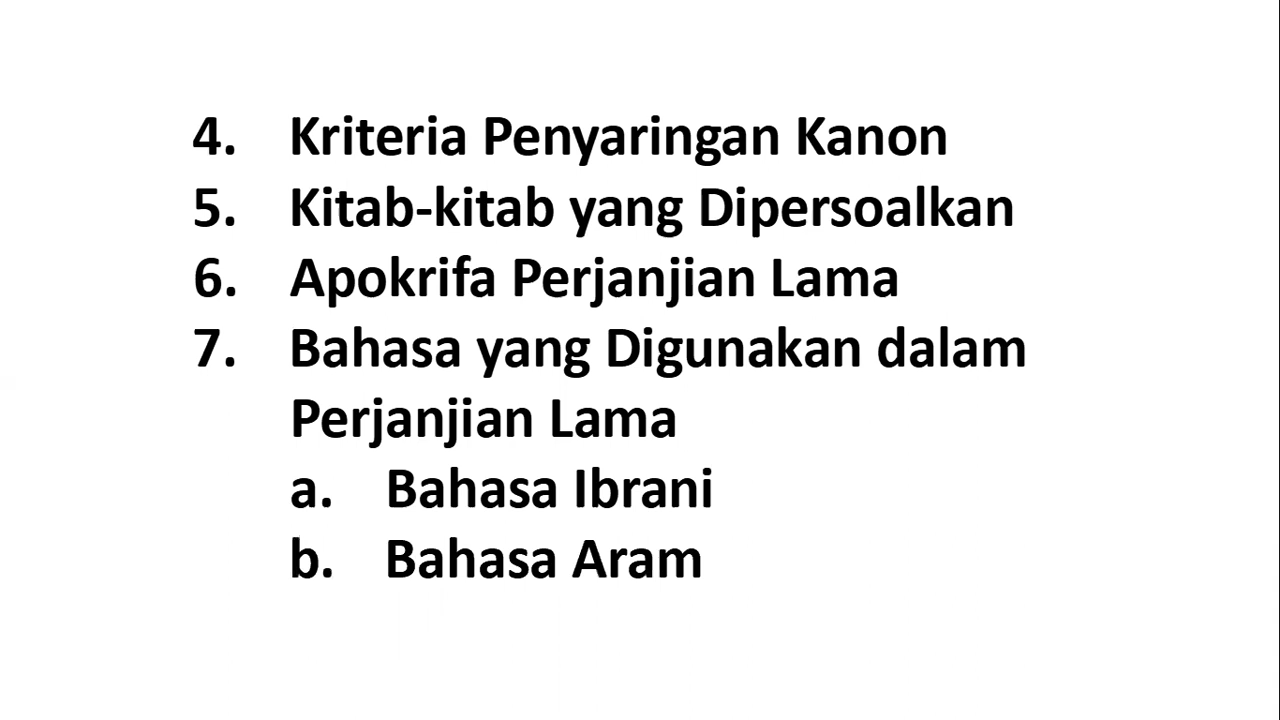 4. Kriteria Penyaringan Kanon
5. Kitab-kitab yang Dipersoalkan
6. Apokrifa Perjanjian Lama
7. Bahasa yang Digunakan dalam
Perjanjian Lama
a. Bahasa Ibrani
b. Bahasa Aram